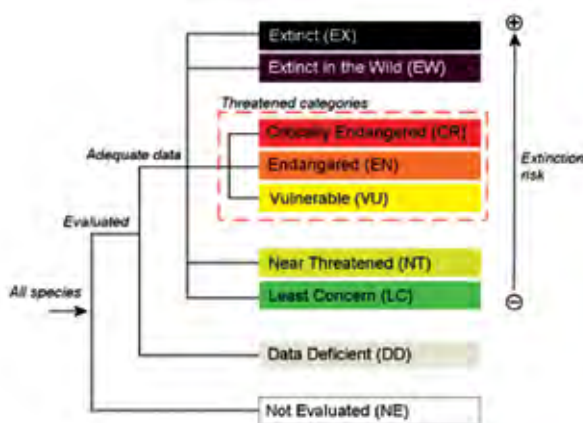 Extinct (EX)
Extinct in the Wild (EW)
Threatened categories
Critically Endangered (CR)
Adequate data
Endangared (EN)
Extinction
risk
Vulnerable (VU)
Evaluated
Near Threatened (NT)
All species
Least Concern (LC)
Data Deficient (DD)
Not Evaluated (NE)